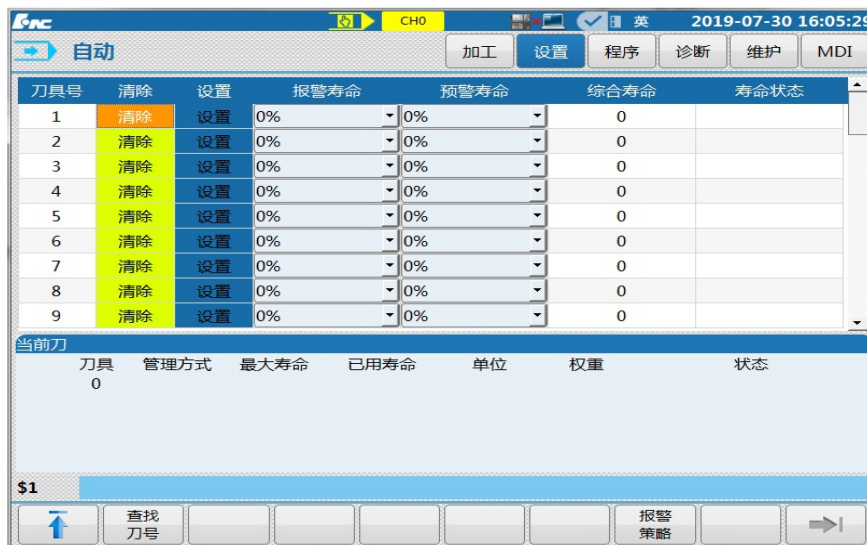 HNC CH0 英 2019-07-30 16:05:29
自动 加工 设置 程序 诊断 维护 MDI
刀具号 清除 设置 报警寿命 预警寿命 综合寿命 寿命状态
1 清除 设置 0% 0% 0
2 清除 设置 0% 0% 0
3 清除 设置 0% 0% 0
4 清除 设置 0% 0% 0
5 清除 设置 0% 0% 0
6 清除 设置 0% 0% 0
7 清除 设置 0% 0% 0
8 清除 设置 0% 0% 0
9 清除 设置 0% 0% 0
当前刀
刀具 管理方式 最大寿命 已用寿命 单位 权重 状态
0
$1
查找 报警
刀号 策略